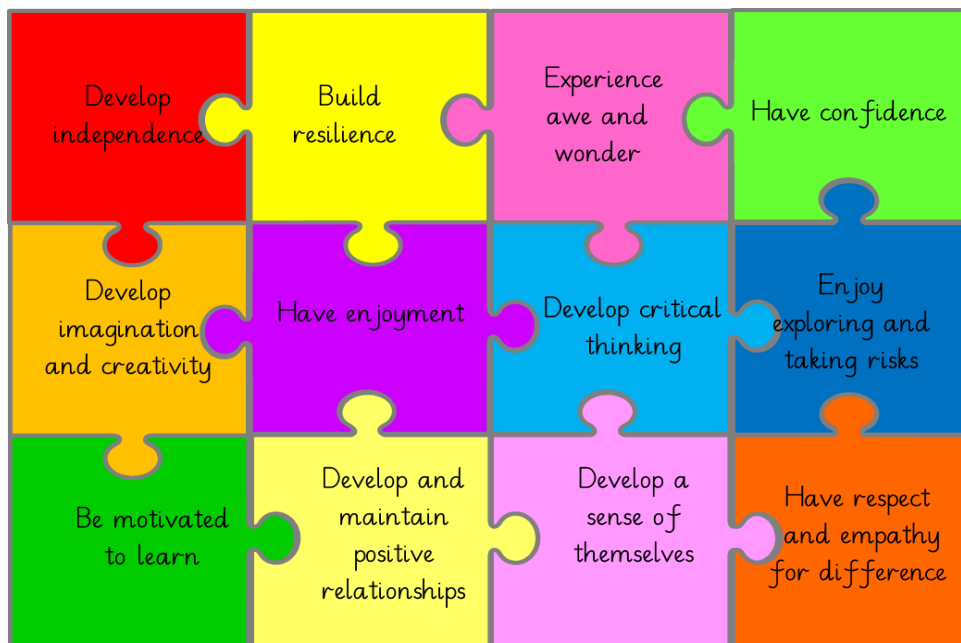 Develop
independence
Build
resilience
Experience
awe and
wonder
Have confidence
Develop
imagination
and creativity
Have enjoyment
Develop critical
thinking
Enjoy
exploring and
taking risks
Be motivated
to learn
Develop and
maintain
positive
relationships
Develop a
sense of
themselves
Have respect
and empathy
for difference